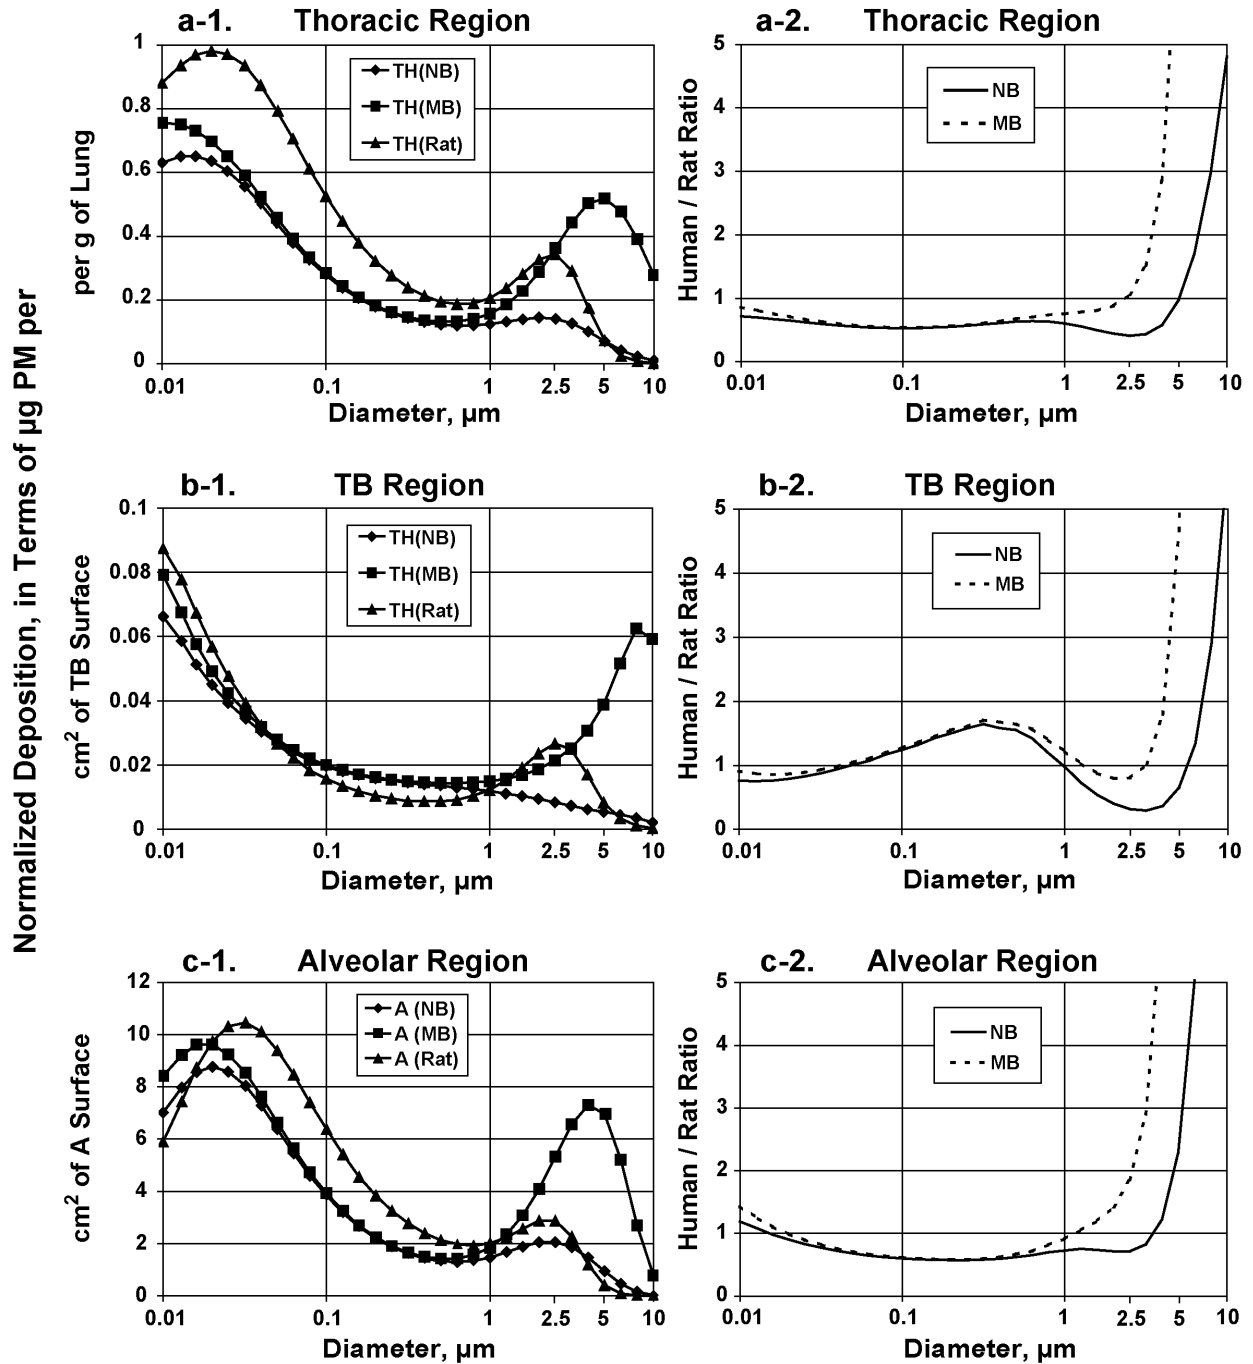 a-1. Thoracic Region
1
0.8
0.6
0.4
0.2
0
0.01 0.1 1 2.5 5 10
Diameter, µm
per g of Lung
TH(NB)
TH(MB)
TH(Rat)
a-2. Thoracic Region
5
4
3
2
1
0
0.01 0.1 1 2.5 5 10
Diameter, µm
Human / Rat Ratio
NB
MB
Normalized Deposition, in Terms of µg PM per
b-1. TB Region
0.1
0.08
0.06
0.04
0.02
0
0.01 0.1 1 2.5 5 10
Diameter, µm
cm² of TB Surface
TH(NB)
TH(MB)
TH(Rat)
b-2. TB Region
5
4
3
2
1
0
0.01 0.1 1 2.5 5 10
Diameter, µm
Human / Rat Ratio
NB
MB
c-1. Alveolar Region
12
10
8
6
4
2
0
0.01 0.1 1 2.5 5 10
Diameter, µm
cm² of A Surface
A (NB)
A (MB)
A (Rat)
c-2. Alveolar Region
5
4
3
2
1
0
0.01 0.1 1 2.5 5 10
Diameter, µm
Human / Rat Ratio
NB
MB